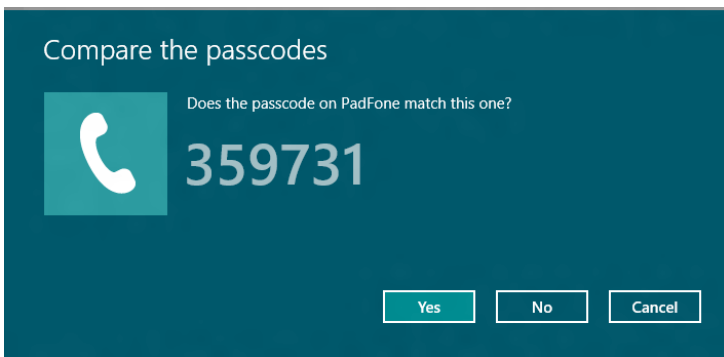 Compare the passcodes
Does the passcode on PadFone match this one?
359731
Yes No Cancel